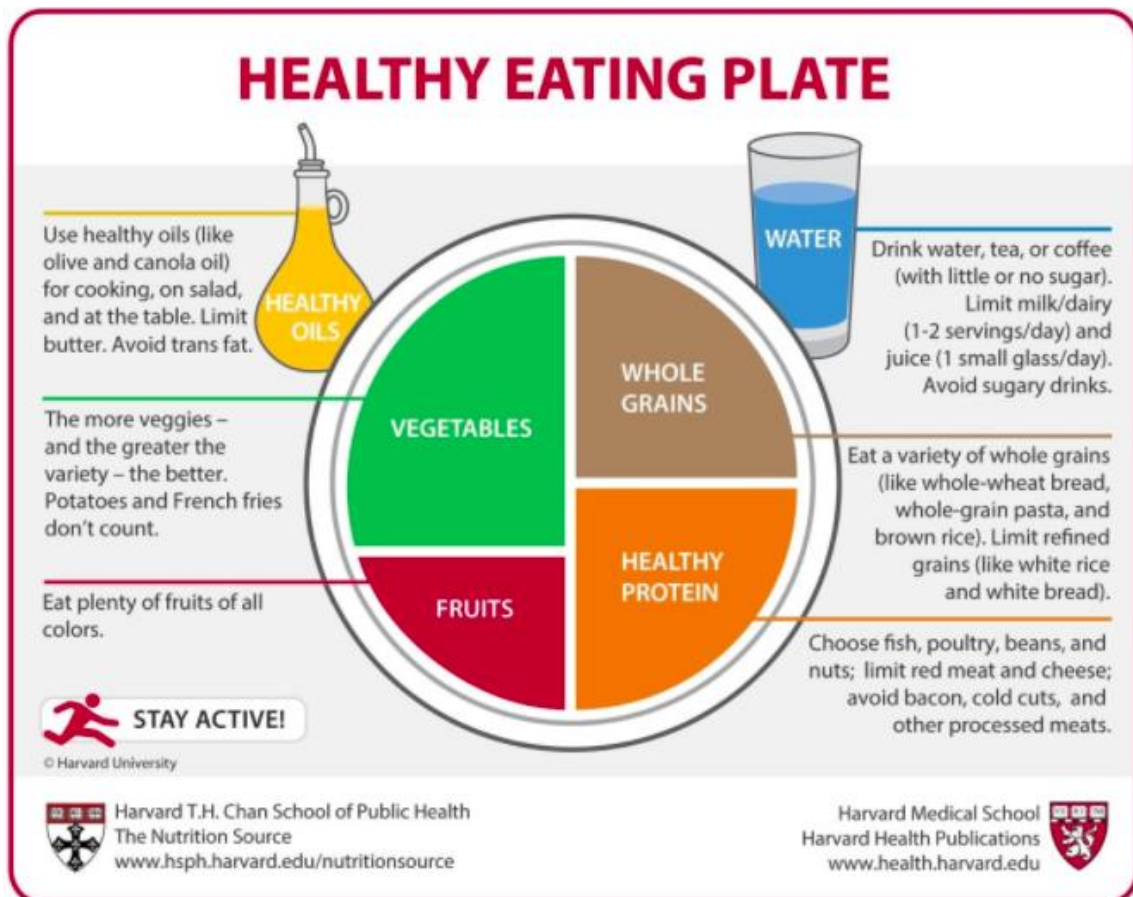 HEALTHY EATING PLATE
Use healthy oils (like
olive and canola oil)
for cooking, on salad,
and at the table. Limit
butter. Avoid trans fat.
HEALTHY
OILS
The more veggies –
and the greater the
variety – the better.
Potatoes and French fries
don’t count.
Eat plenty of fruits of all
colors.
VEGETABLES
FRUITS
WHOLE
GRAINS
HEALTHY
PROTEIN
WATER
Drink water, tea, or coffee
(with little or no sugar).
Limit milk/dairy
(1-2 servings/day) and
juice (1 small glass/day).
Avoid sugary drinks.
Eat a variety of whole grains
(like whole-wheat bread,
whole-grain pasta, and
brown rice). Limit refined
grains (like white rice
and white bread).
Choose fish, poultry, beans, and
nuts; limit red meat and cheese;
avoid bacon, cold cuts, and
other processed meats.
STAY ACTIVE!
© Harvard University
Harvard T.H. Chan School of Public Health
The Nutrition Source
www.hsph.harvard.edu/nutritionsource
Harvard Medical School
Harvard Health Publications
www.health.harvard.edu